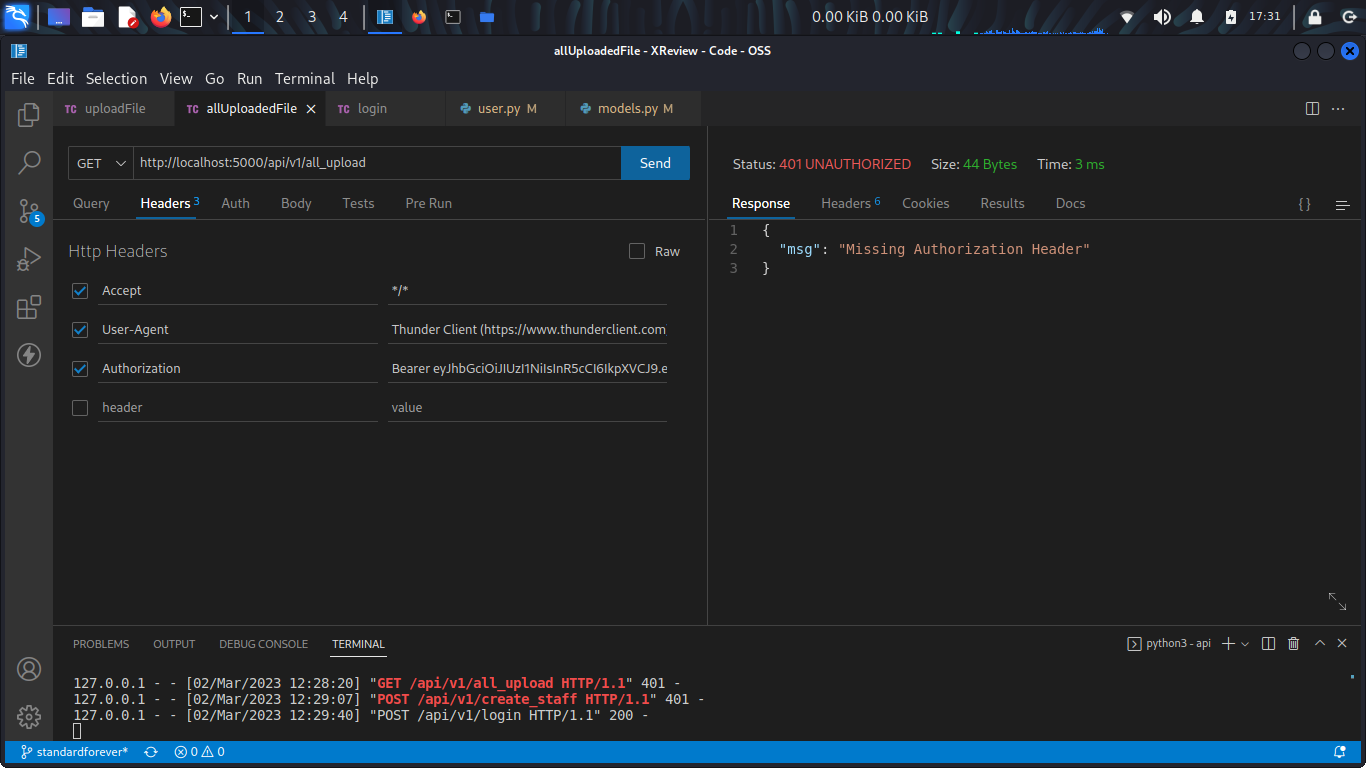 1 2 3 4 0.00 KiB 0.00 KiB 17:31
allUploadedFile - XReview - Code - OSS
File Edit Selection View Go Run Terminal Help
TC uploadFile TC allUploadedFile TC login user.py M models.py M
GET http://localhost:5000/api/v1/all_upload Send
Query Headers 3 Auth Body Tests Pre Run
Http Headers Raw
Accept */*
User-Agent Thunder Client (https://www.thunderclient.com)
Authorization Bearer eyJhbGciOiJIUzI1NiIsInR5cCI6IkpXVCJ9.e
header value
5
Status: 401 UNAUTHORIZED Size: 44 Bytes Time: 3 ms
Response Headers 6 Cookies Results Docs { }
1 {
2 "msg": "Missing Authorization Header"
3 }
PROBLEMS OUTPUT DEBUG CONSOLE TERMINAL python3 - api
127.0.0.1 - - [02/Mar/2023 12:28:20] "GET /api/v1/all_upload HTTP/1.1" 401 -
127.0.0.1 - - [02/Mar/2023 12:29:07] "POST /api/v1/create_staff HTTP/1.1" 401 -
127.0.0.1 - - [02/Mar/2023 12:29:40] "POST /api/v1/login HTTP/1.1" 200 -
standardforever* 0 0